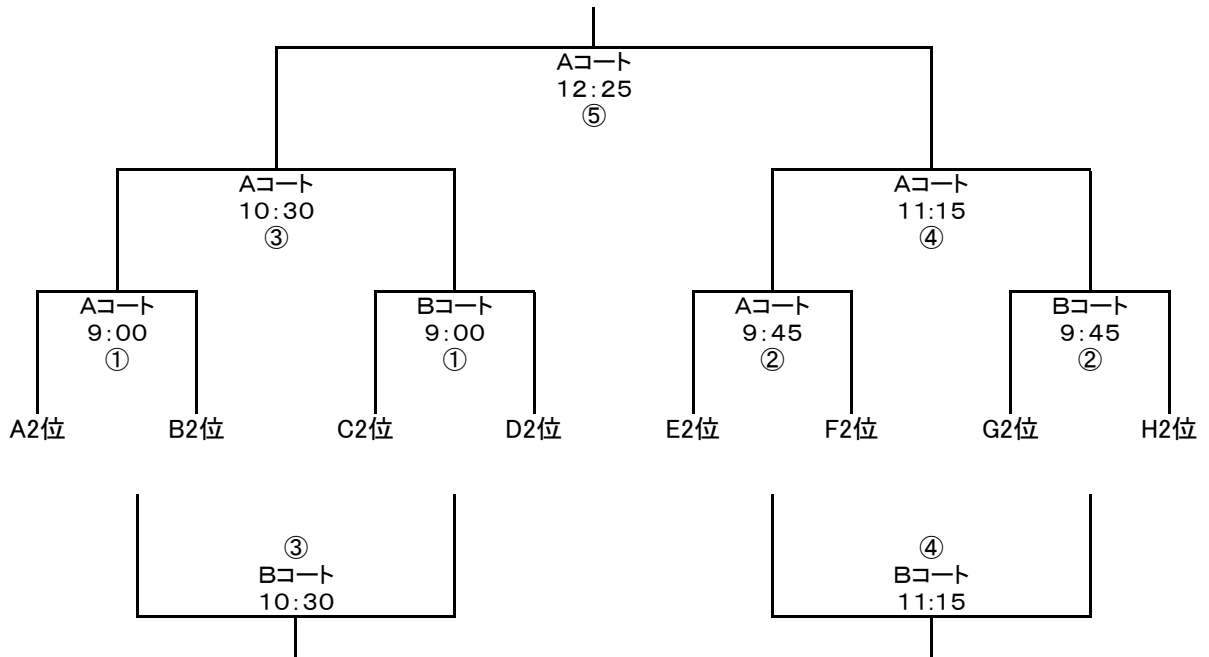 Aコート
12:25
⑤
Aコート
10:30
③
Aコート
11:15
④
Aコート
9:00
①
Bコート
9:00
①
Aコート
9:45
②
Bコート
9:45
②
A2位
B2位
C2位
D2位
E2位
F2位
G2位
H2位
③
Bコート
10:30
④
Bコート
11:15